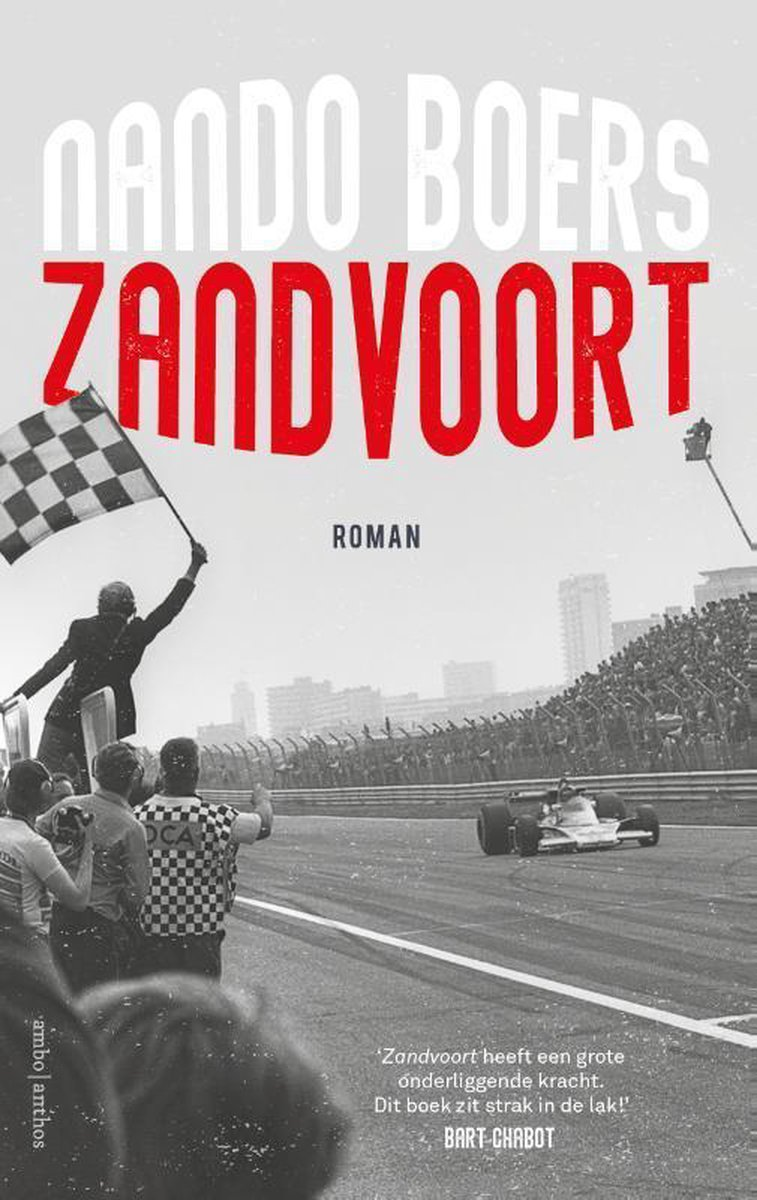 NANDO BOERS
ZANDVOORT
ROMAN
OCA
'Zandvoort heeft een grote
onderliggende kracht.
Dit boek zit strak in de lak!'
BART CHABOT
ambo|anthos